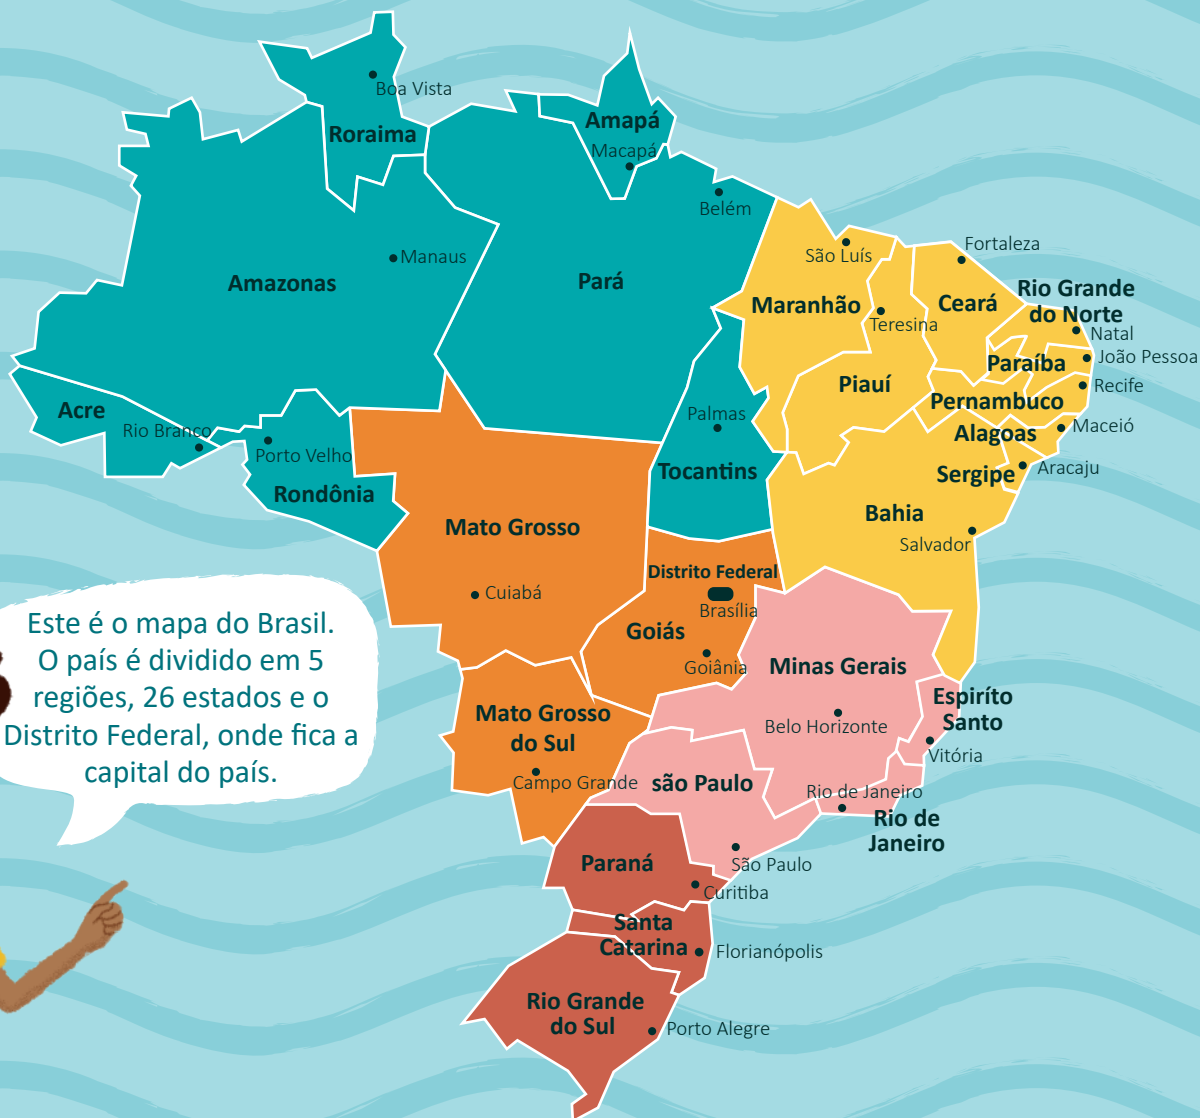 Boa Vista
Roraima
Amapá
Macapá
Belém
Manaus
Amazonas
Pará
São Luís
Fortaleza
Maranhão
Ceará
Rio Grande
do Norte
Teresina
Natal
Paraíba
João Pessoa
Piauí
Recife
Pernambuco
Acre
Rio Branco
Palmas
Maceió
Alagoas
Porto Velho
Tocantins
Sergipe
Aracaju
Rondônia
Bahia
Mato Grosso
Salvador
Distrito Federal
Cuiabá
Brasília
Este é o mapa do Brasil.
O país é dividido em 5
regiões, 26 estados e o
Distrito Federal, onde fica a
capital do país.
Goiás
Goiânia
Minas Gerais
Espiríto
Santo
Mato Grosso
do Sul
Belo Horizonte
Vitória
Campo Grande
são Paulo
Rio de Janeiro
Rio de
Janeiro
Paraná
São Paulo
Curitiba
Santa
Catarina
Florianópolis
Rio Grande
do Sul
Porto Alegre